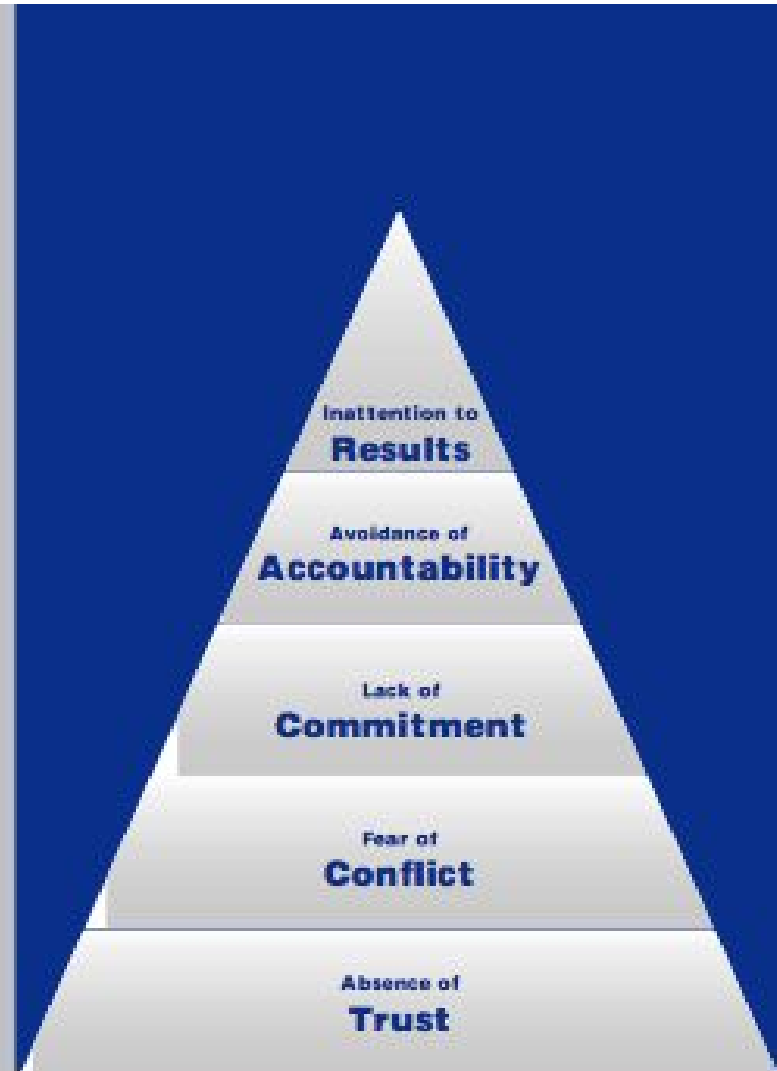 Inattention to
Results
Avoidance of
Accountability
Lack of
Commitment
Fear of
Conflict
Absence of
Trust